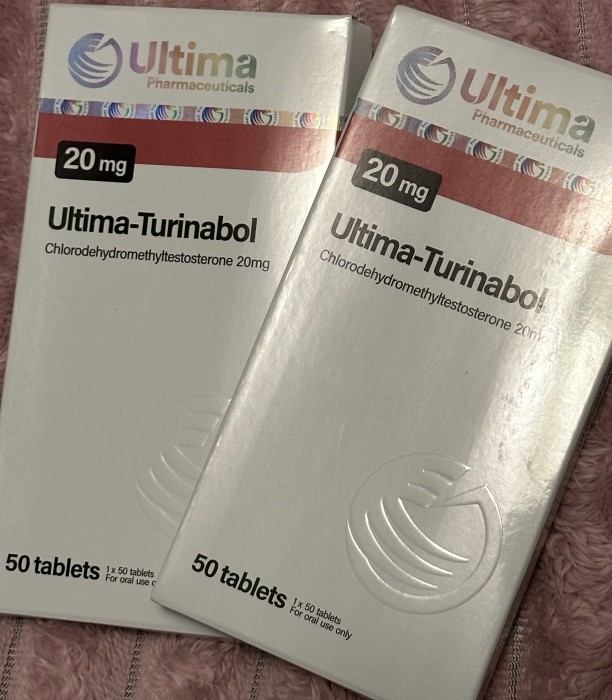 Ultima
Pharmaceuticals
20 mg
Ultima-Turinabol
Chlorodehydromethyltestosterone 20mg
50 tablets
1 x 50 tablets
For oral use
Ultima
Pharmaceuticals
20 mg
Ultima-Turinabol
Chlorodehydromethyltestosterone 20mg
50 tablets
1 x 50 tablets
For oral use only